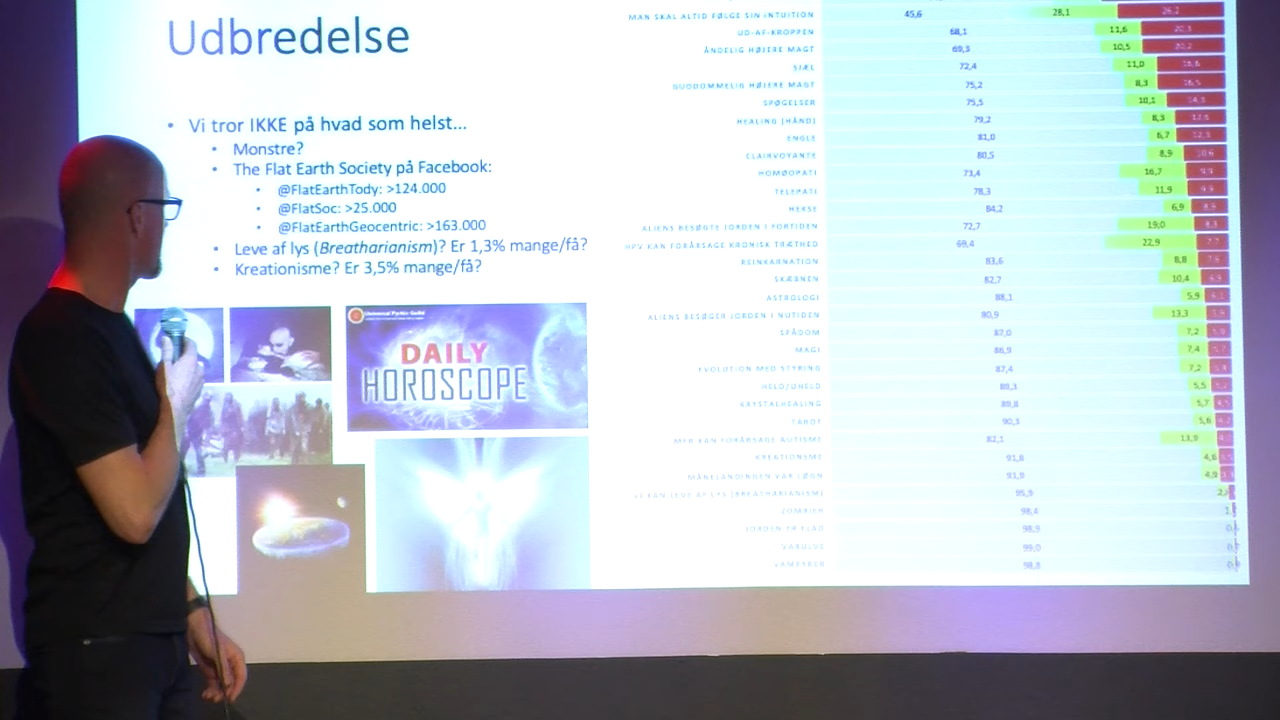 Udbredelse
• Vi tror IKKE på hvad som helst...
• Monstre?
• The Flat Earth Society på Facebook:
• @FlatEarthTody: >124.000
• @FlatSoc: >25.000
• @FlatEarthGeocentric: >163.000
• Leve af lys (Breatharianism)? Er 1,3% mange/få?
• Kreationisme? Er 3,5% mange/få?
DAILY
HOROSCOPE
MAN SKAL ALTID FØLGE SIN INTUITION 45,6 28,1 26,2
UD-AF-KROPPEN 68,1 11,6 20,3
ÅNDELIG HØJERE MAGT 69,3 10,5 20,2
SJÆL 72,4 11,0 16,6
GUDDOMMELIG HØJERE MAGT 75,2 8,3 16,5
SPØGELSER 75,5 10,1 14,3
HEALING (HÅND) 79,2 8,3
ENGLE 81,0 6,7 12,3
CLAIRVOYANTE 80,5 8,9 10,6
HOMØOPATI 73,4 16,7 9,9
TELEPATI 78,3 11,9 9,9
HEKSE 84,2 6,9 8,9
ALIENS BESØGTE JORDEN I FORTIDEN 72,7 19,0 8,3
HPV KAN FORÅRSAGE KRONISK TRÆTHED 69,4 22,9 7,7
REINKARNATION 83,6 8,8 7,6
SKÆBNEN 82,7 10,4 6,9
ASTROLOGI 88,1 5,9 6,1
ALIENS BESØGER JORDEN I NUTIDEN 80,9 13,3 5,9
SPÅDOM 87,0 7,2
MAGI 86,9 7,4 5,7
EVOLUTION MED STYRING 87,4 7,2 5,4
HELD/UHELD 89,3 5,5
KRYSTALHEALING 89,8 5,7 4,5
TAROT 90,3 5,6 4,2
MFR KAN FORÅRSAGE AUTISME 82,1 13,9
KREATIONISME 91,8 4,6
MÅNELANDINGEN VAR LØGN 91,9 4,9
VI KAN LEVE AF LYS (BREATHARIANISM) 95,9
ZOMBIER 98,4
JORDEN ER FLAD 98,9
VARULVE 99,0
VAMPYRER 98,8